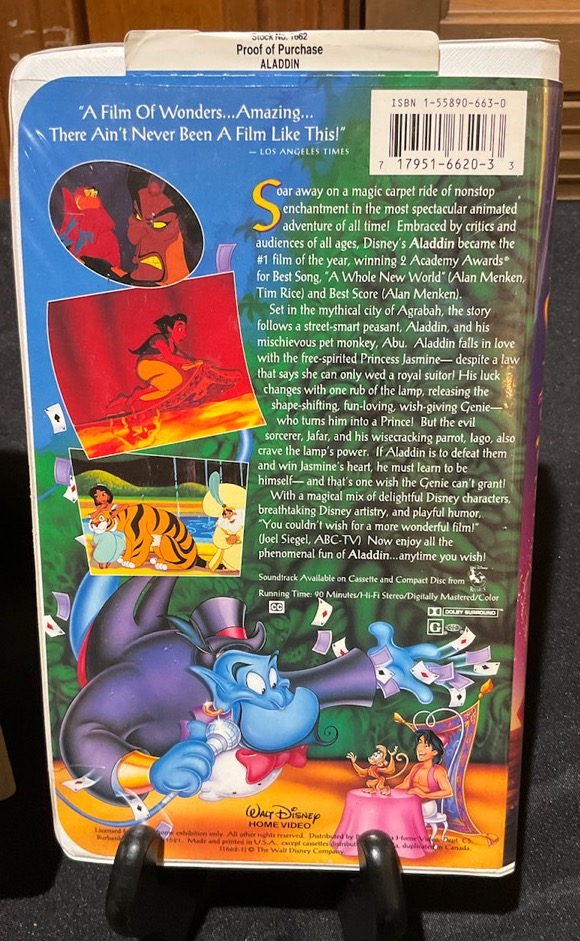 Stock No. 1662
Proof of Purchase
ALADDIN
"A Film Of Wonders...Amazing...
There Ain't Never Been A Film Like This!"
— LOS ANGELES TIMES
ISBN 1-55890-663-0
7 17951-6620-3 3
Soar away on a magic carpet ride of nonstop
enchantment in the most spectacular animated
adventure of all time! Embraced by critics and
audiences of all ages, Disney's Aladdin became the
#1 film of the year, winning 2 Academy Awards®
for Best Song, "A Whole New World" (Alan Menken,
Tim Rice) and Best Score (Alan Menken).
Set in the mythical city of Agrabah, the story
follows a street-smart peasant, Aladdin, and his
mischievous pet monkey, Abu. Aladdin falls in love
with the free-spirited Princess Jasmine— despite a law
that says she can only wed a royal suitor! His luck
changes with one rub of the lamp, releasing the
shape-shifting, fun-loving, wish-giving Genie—
who turns him into a Prince! But the evil
sorcerer, Jafar, and his wisecracking parrot, Iago, also
crave the lamp's power. If Aladdin is to defeat them
and win Jasmine's heart, he must learn to be
himself— and that's one wish the Genie can't grant!
With a magical mix of delightful Disney characters,
breathtaking Disney artistry, and playful humor,
"You couldn't wish for a more wonderful film!"
(Joel Siegel, ABC-TV) Now enjoy all the
phenomenal fun of Aladdin...anytime you wish!
Soundtrack Available on Cassette and Compact Disc from
Running Time: 90 Minutes/Hi-Fi Stereo/Digitally Mastered/Color
CC
DOLBY SURROUND
G
WALT DISNEY
HOME VIDEO
Licensed exhibition only. All other rights reserved. Distributed by Home Video, Dept. CS,
Made and printed in U.S.A., except cassettes duplicated in Canada.
(1662-1) © The Walt Disney Company